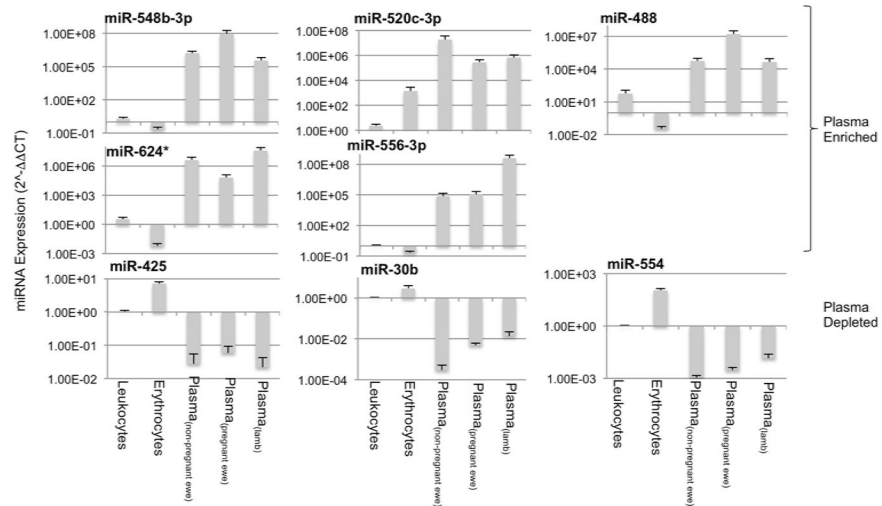 miRNA Expression (2^-ΔΔCT)
miR-548b-3p
1.00E+08
1.00E+05
1.00E+02
1.00E-01
miR-520c-3p
1.00E+08
1.00E+06
1.00E+04
1.00E+02
1.00E+00
miR-488
1.00E+07
1.00E+04
1.00E+01
1.00E-02
Plasma
Enriched
miR-624*
1.00E+06
1.00E+03
1.00E+00
1.00E-03
miR-556-3p
1.00E+08
1.00E+05
1.00E+02
1.00E-01
miR-425
1.00E+01
1.00E+00
1.00E-01
1.00E-02
miR-30b
1.00E+00
1.00E-02
1.00E-04
miR-554
1.00E+03
1.00E+00
1.00E-03
Plasma
Depleted
Leukocytes
Erythrocytes
Plasma(non-pregnant ewe)
Plasma(pregnant ewe)
Plasma(lamb)
Leukocytes
Erythrocytes
Plasma(non-pregnant ewe)
Plasma(pregnant ewe)
Plasma(lamb)
Leukocytes
Erythrocytes
Plasma(non-pregnant ewe)
Plasma(pregnant ewe)
Plasma(lamb)